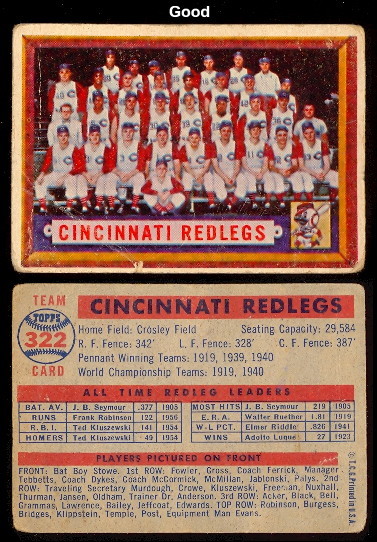 Good
CINCINNATI REDLEGS
TEAM
TOPPS
322
CARD
CINCINNATI REDLEGS
Home Field: Crosley Field Seating Capacity: 29,584
R. F. Fence: 342' L. F. Fence: 328' C. F. Fence: 387'
Pennant Winning Teams: 1919, 1939, 1940
World Championship Teams: 1919, 1940
ALL TIME REDLEG LEADERS
BAT. AV. J. B. Seymour .377 1905 MOST HITS J. B. Seymour 219 1905
RUNS Frank Robinson 122 1956 E.R.A. Walter Ruether 1.81 1919
R.B.I. Ted Kluszewski 141 1954 W-L PCT. Elmer Riddle .826 1941
HOMERS Ted Kluszewski 49 1954 WINS Adolfo Luque 27 1923
PLAYERS PICTURED ON FRONT
FRONT: Bat Boy Stowe. 1st ROW: Fowler, Gross, Coach Ferrick, Manager
Tebbetts, Coach Dykes, Coach McCormick, McMillan, Jablonski, Palys. 2nd
ROW: Traveling Secretary Murdough, Crowe, Kluszewski, Freeman, Nuxhall,
Thurman, Jansen, Oldham, Trainer Dr. Anderson. 3rd ROW: Acker, Black, Bell,
Grammas, Lawrence, Bailey, Jeffcoat, Edwards. TOP ROW: Robinson, Burgess,
Bridges, Klippstein, Temple, Post, Equipment Man Evans.
© T.C.G. Printed in U.S.A.